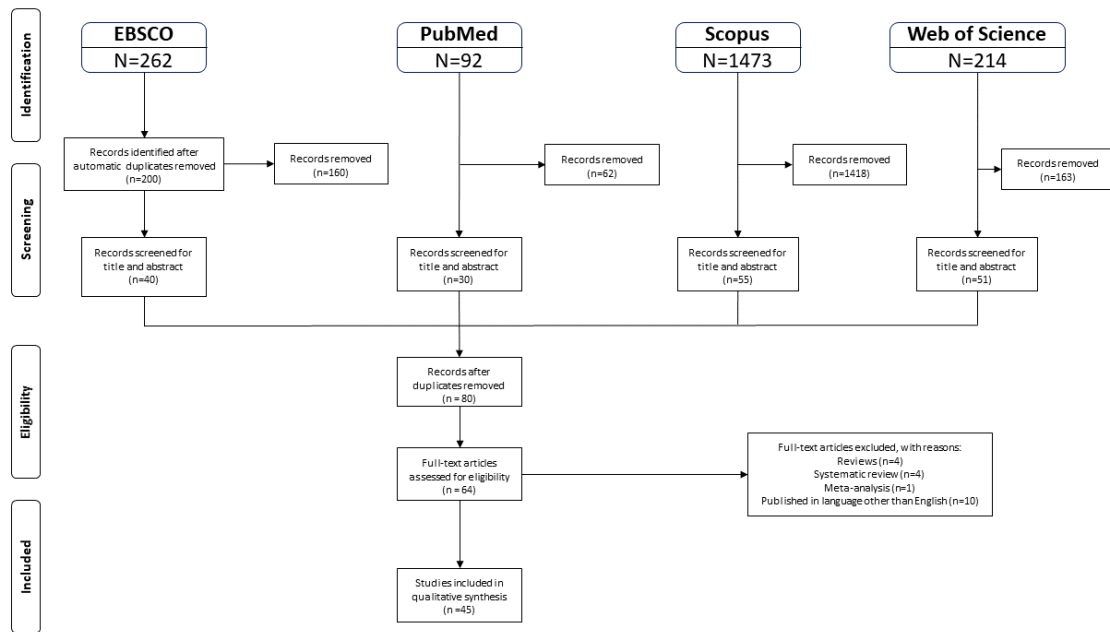 Identification
EBSCO
N=262
PubMed
N=92
Scopus
N=1473
Web of Science
N=214
Records identified after
automatic duplicates removed
(n=200)
Records removed
(n=160)
Records removed
(n=62)
Records removed
(n=1418)
Records removed
(n=163)
Screening
Records screened for
title and abstract
(n=40)
Records screened for
title and abstract
(n=30)
Records screened for
title and abstract
(n=55)
Records screened for
title and abstract
(n=51)
Eligibility
Records after
duplicates removed
(n = 80)
Full-text articles
assessed for eligibility
(n = 64)
Full-text articles excluded, with reasons:
Reviews (n=4)
Systematic review (n=4)
Meta-analysis (n=1)
Published in language other than English (n=10)
Included
Studies included in
qualitative synthesis
(n =45)